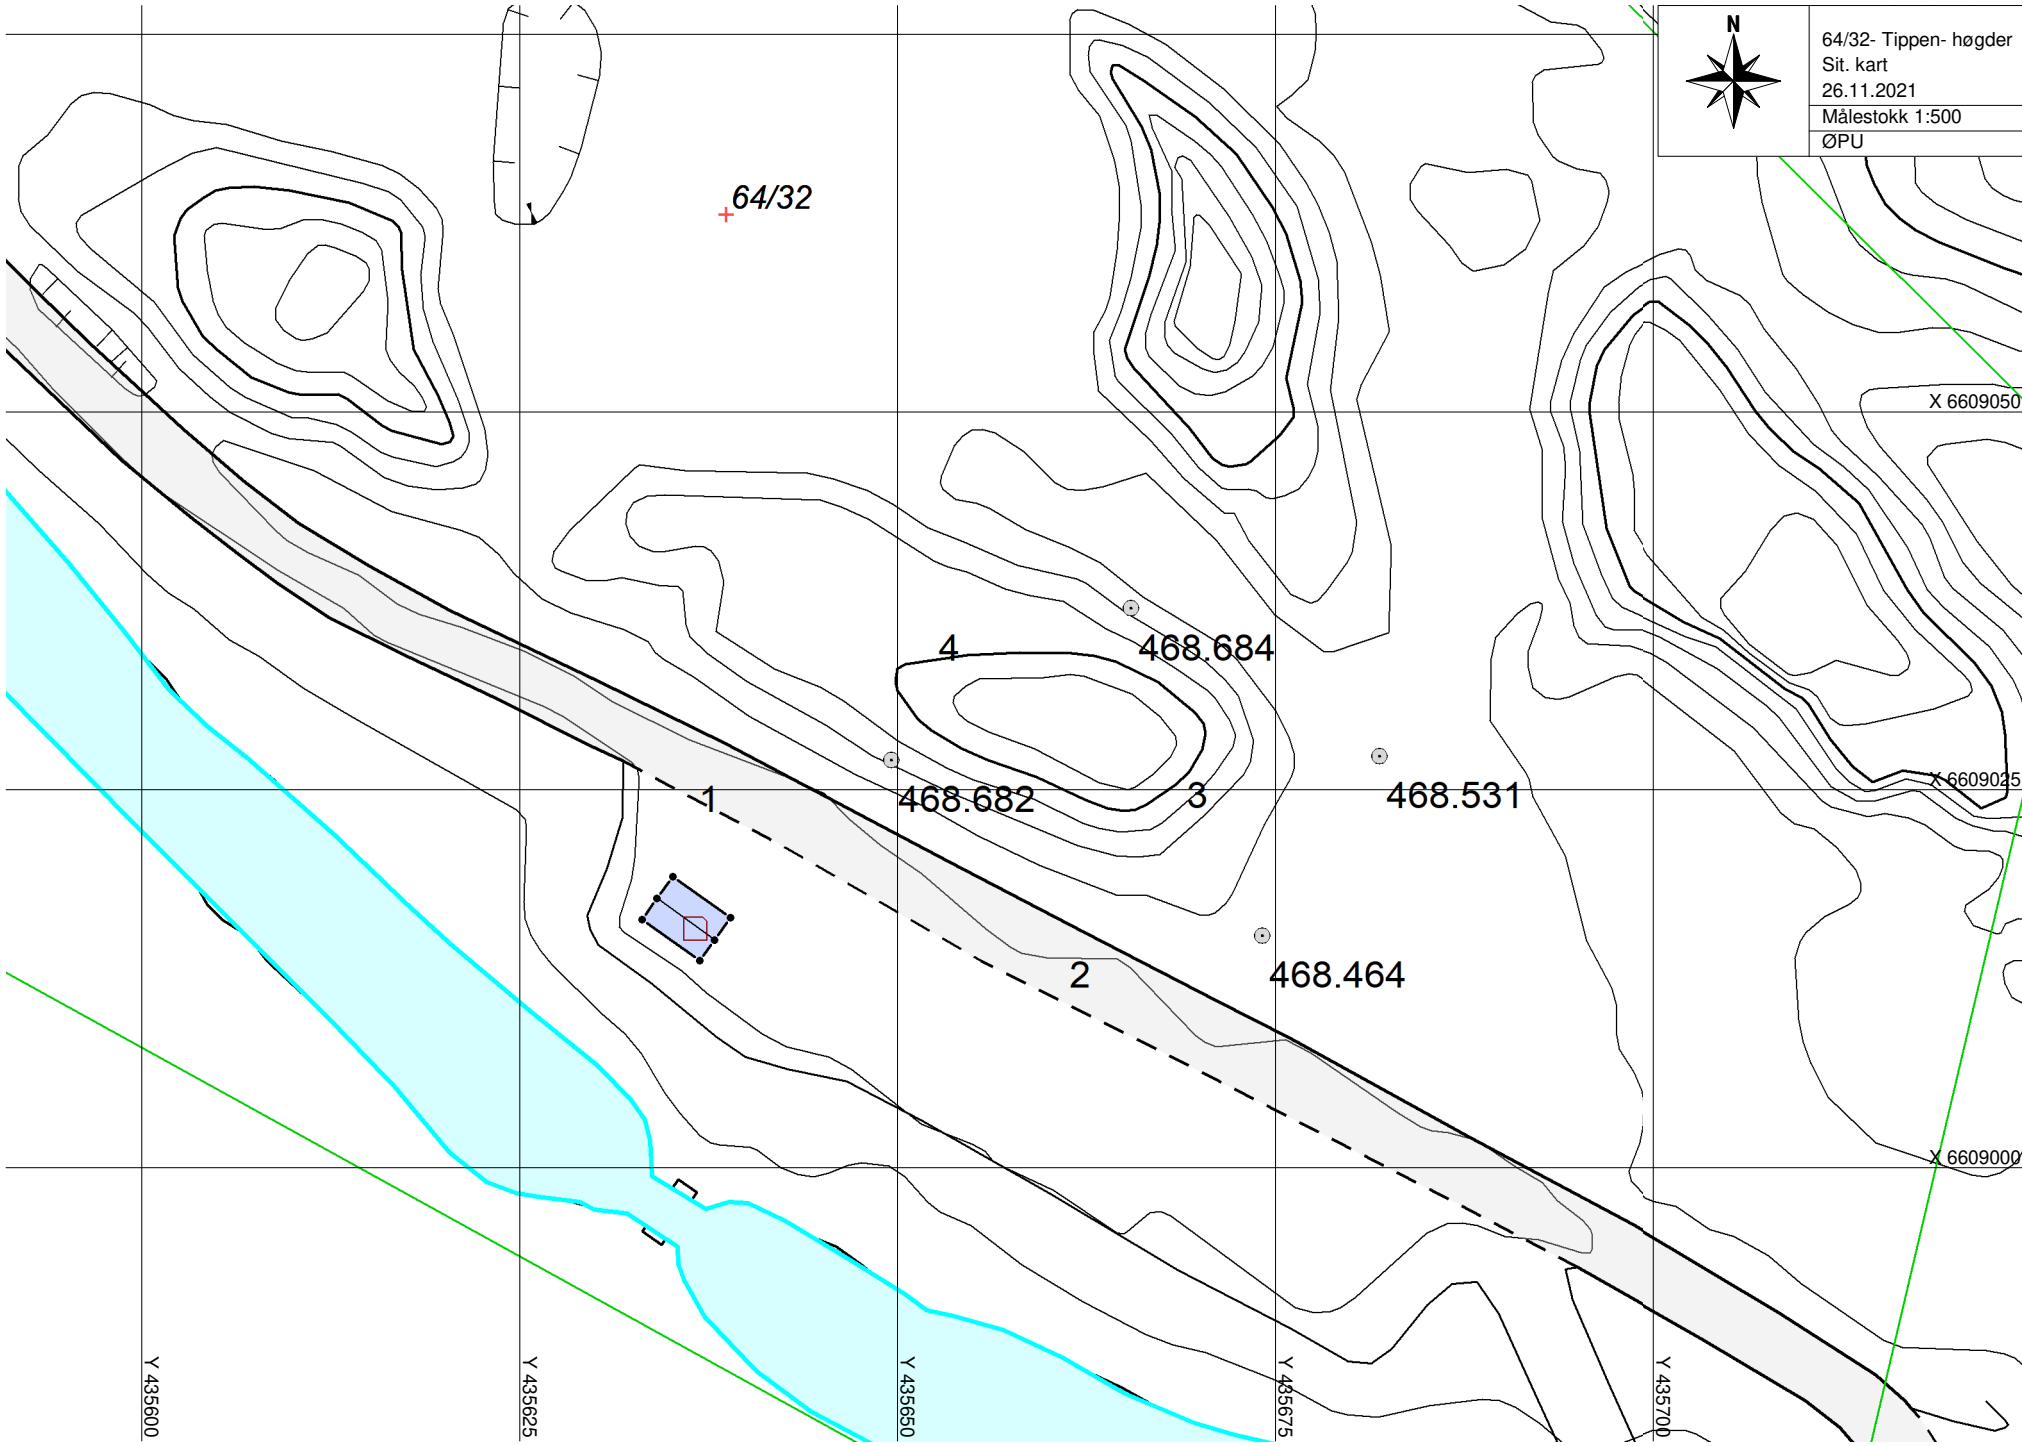 N
64/32- Tippen- høgder
Sit. kart
26.11.2021
Målestokk 1:500
ØPU
64/32
X 6609050
4
468.684
X 6609025
1
468.682
3
468.531
2
468.464
X 6609000
Y 435600
Y 435625
Y 435650
Y 435675
Y 435700